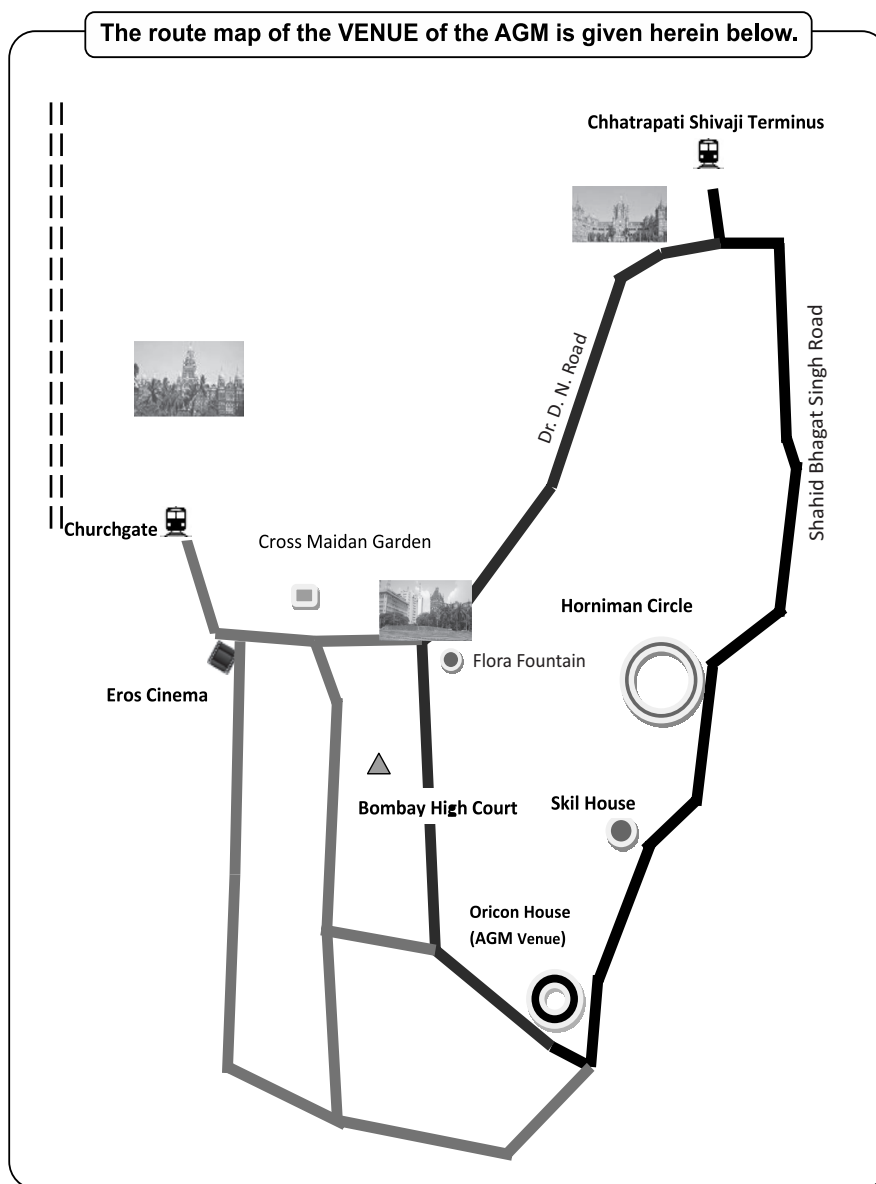 The route map of the VENUE of the AGM is given herein below.
Chhatrapati Shivaji Terminus
Dr. D. N. Road
Shahid Bhagat Singh Road
Churchgate
Cross Maidan Garden
Horniman Circle
Flora Fountain
Eros Cinema
Bombay High Court
Skil House
Oricon House
(AGM Venue)